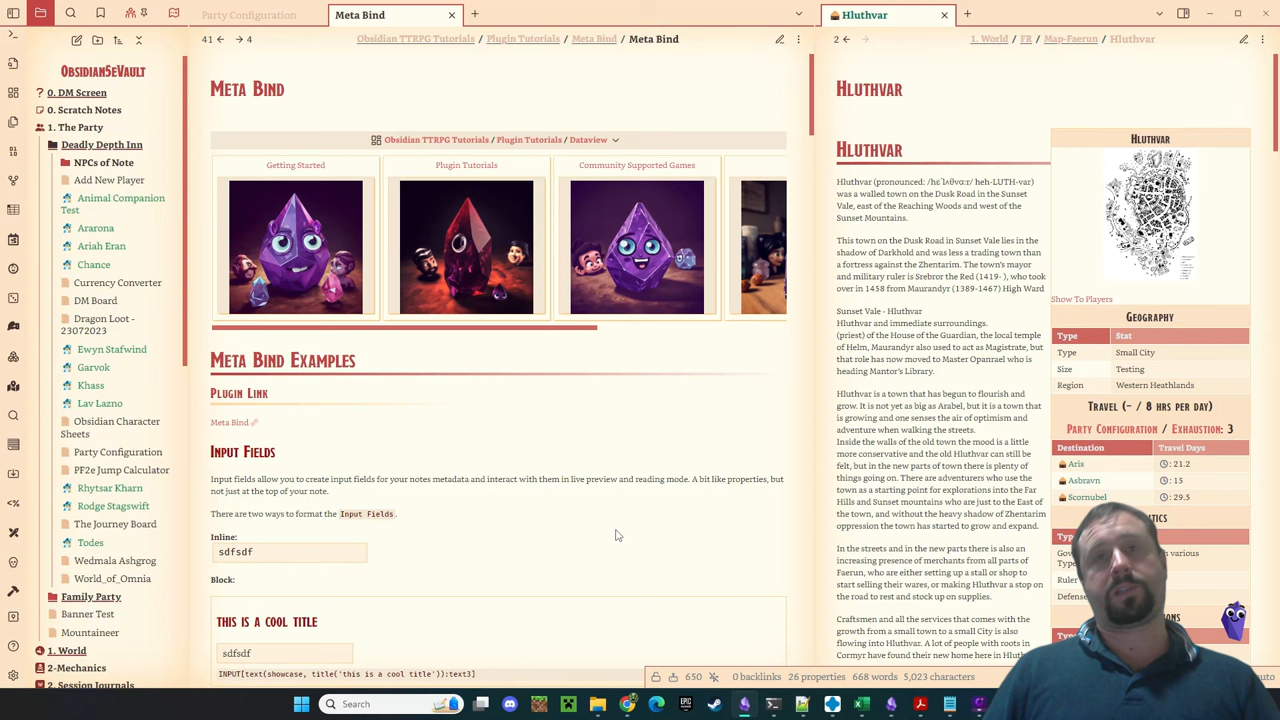 Party Configuration
Meta Bind
Hluthvar
41
4
Obsidian TTRPG Tutorials / Plugin Tutorials / Meta Bind / Meta Bind
2
1. World / FR / Map-Faerun / Hluthvar
ObsidianSeVault
0. DM Screen
0. Scratch Notes
1. The Party
Deadly Depth Inn
NPCs of Note
Add New Player
Animal Companion
Test
Ararona
Ariah Eran
Chance
Currency Converter
DM Board
Dragon Loot -
23072023
Ewyn Stafwind
Garvok
Khass
Lav Lazno
Obsidian Character
Sheets
Party Configuration
PF2e Jump Calculator
Rhytsar Kharn
Rodge Stagswift
The Journey Board
Todes
Wedmala Ashgrog
World_of_Omnia
Family Party
Banner Test
Mountaineer
1. World
2-Mechanics
2. Session Journals
Meta Bind
Obsidian TTRPG Tutorials / Plugin Tutorials / Dataview
Getting Started
Plugin Tutorials
Community Supported Games
Meta Bind Examples
Plugin Link
Meta Bind
Input Fields
Input fields allow you to create input fields for your notes metadata and interact with them in live preview and reading mode. A bit like properties, but
not just at the top of your note.
There are two ways to format the Input Fields.
Inline:
sdfsdf
Block:
this is a cool title
sdfsdf
INPUT[text(showcase, title('this is a cool title')):text3]
Hluthvar
Hluthvar
Hluthvar (pronounced: /hɛˈlʌθvɑːr/ heh-LUTH-var)
was a walled town on the Dusk Road in the Sunset
Vale, east of the Reaching Woods and west of the
Sunset Mountains.
This town on the Dusk Road in Sunset Vale lies in the
shadow of Darkhold and was less a trading town than
a fortress against the Zhentarim. The town's mayor
and military ruler is Srebror the Red (1419- ), who took
over in 1458 from Maurandyr (1389-1467) High Ward
Sunset Vale - Hluthvar
Hluthvar and immediate surroundings.
(priest) of the House of the Guardian, the local temple
of Helm, Maurandyr also used to act as Magistrate, but
that role has now moved to Master Opanrael who is
heading Mantor's Library.
Hluthvar is a town that has begun to flourish and
grow. It is not yet as big as Arabel, but it is a town that
is growing and one senses the air of optimism and
adventure when walking the streets.
Inside the walls of the old town the mood is a little
more conservative and the old Hluthvar can still be
felt, but in the new parts of town there is plenty of
things going on. There are adventurers who use the
town as a starting point for explorations into the Far
Hills and Sunset mountains who are just to the East of
the town, and without the heavy shadow of Zhentarim
oppression the town has started to grow and expand.
In the streets and in the new parts there is also an
increasing presence of merchants from all parts of
Faerun, who are either setting up a stall or shop to
start selling their wares, or making Hluthvar a stop on
the road to rest and stock up on supplies.
Craftsmen and all the services that comes with the
growth from a small town to a small City is also
flowing into Hluthvar. A lot of people with roots in
Cormyr have found their new home here in
Hluthvar
Show To Players
Geography
Type Stat
Type Small City
Size Testing
Region Western Heathlands
Travel (- / 8 hrs per day)
Party Configuration / Exhaustion: 3
Destination Travel Days
Aris : 21.2
Asbravn : 15
Scornubel : 29.5
Type
Ruler
650
0 backlinks 26 properties 668 words 5,023 characters
Search